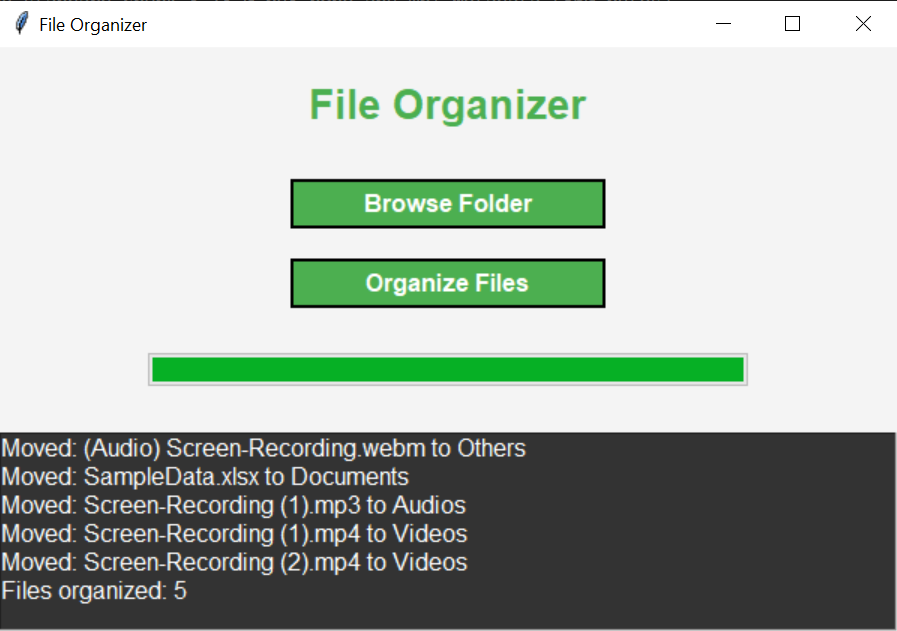 File Organizer
File Organizer
Browse Folder
Organize Files
Moved: (Audio) Screen-Recording.webm to Others
Moved: SampleData.xlsx to Documents
Moved: Screen-Recording (1).mp3 to Audios
Moved: Screen-Recording (1).mp4 to Videos
Moved: Screen-Recording (2).mp4 to Videos
Files organized: 5